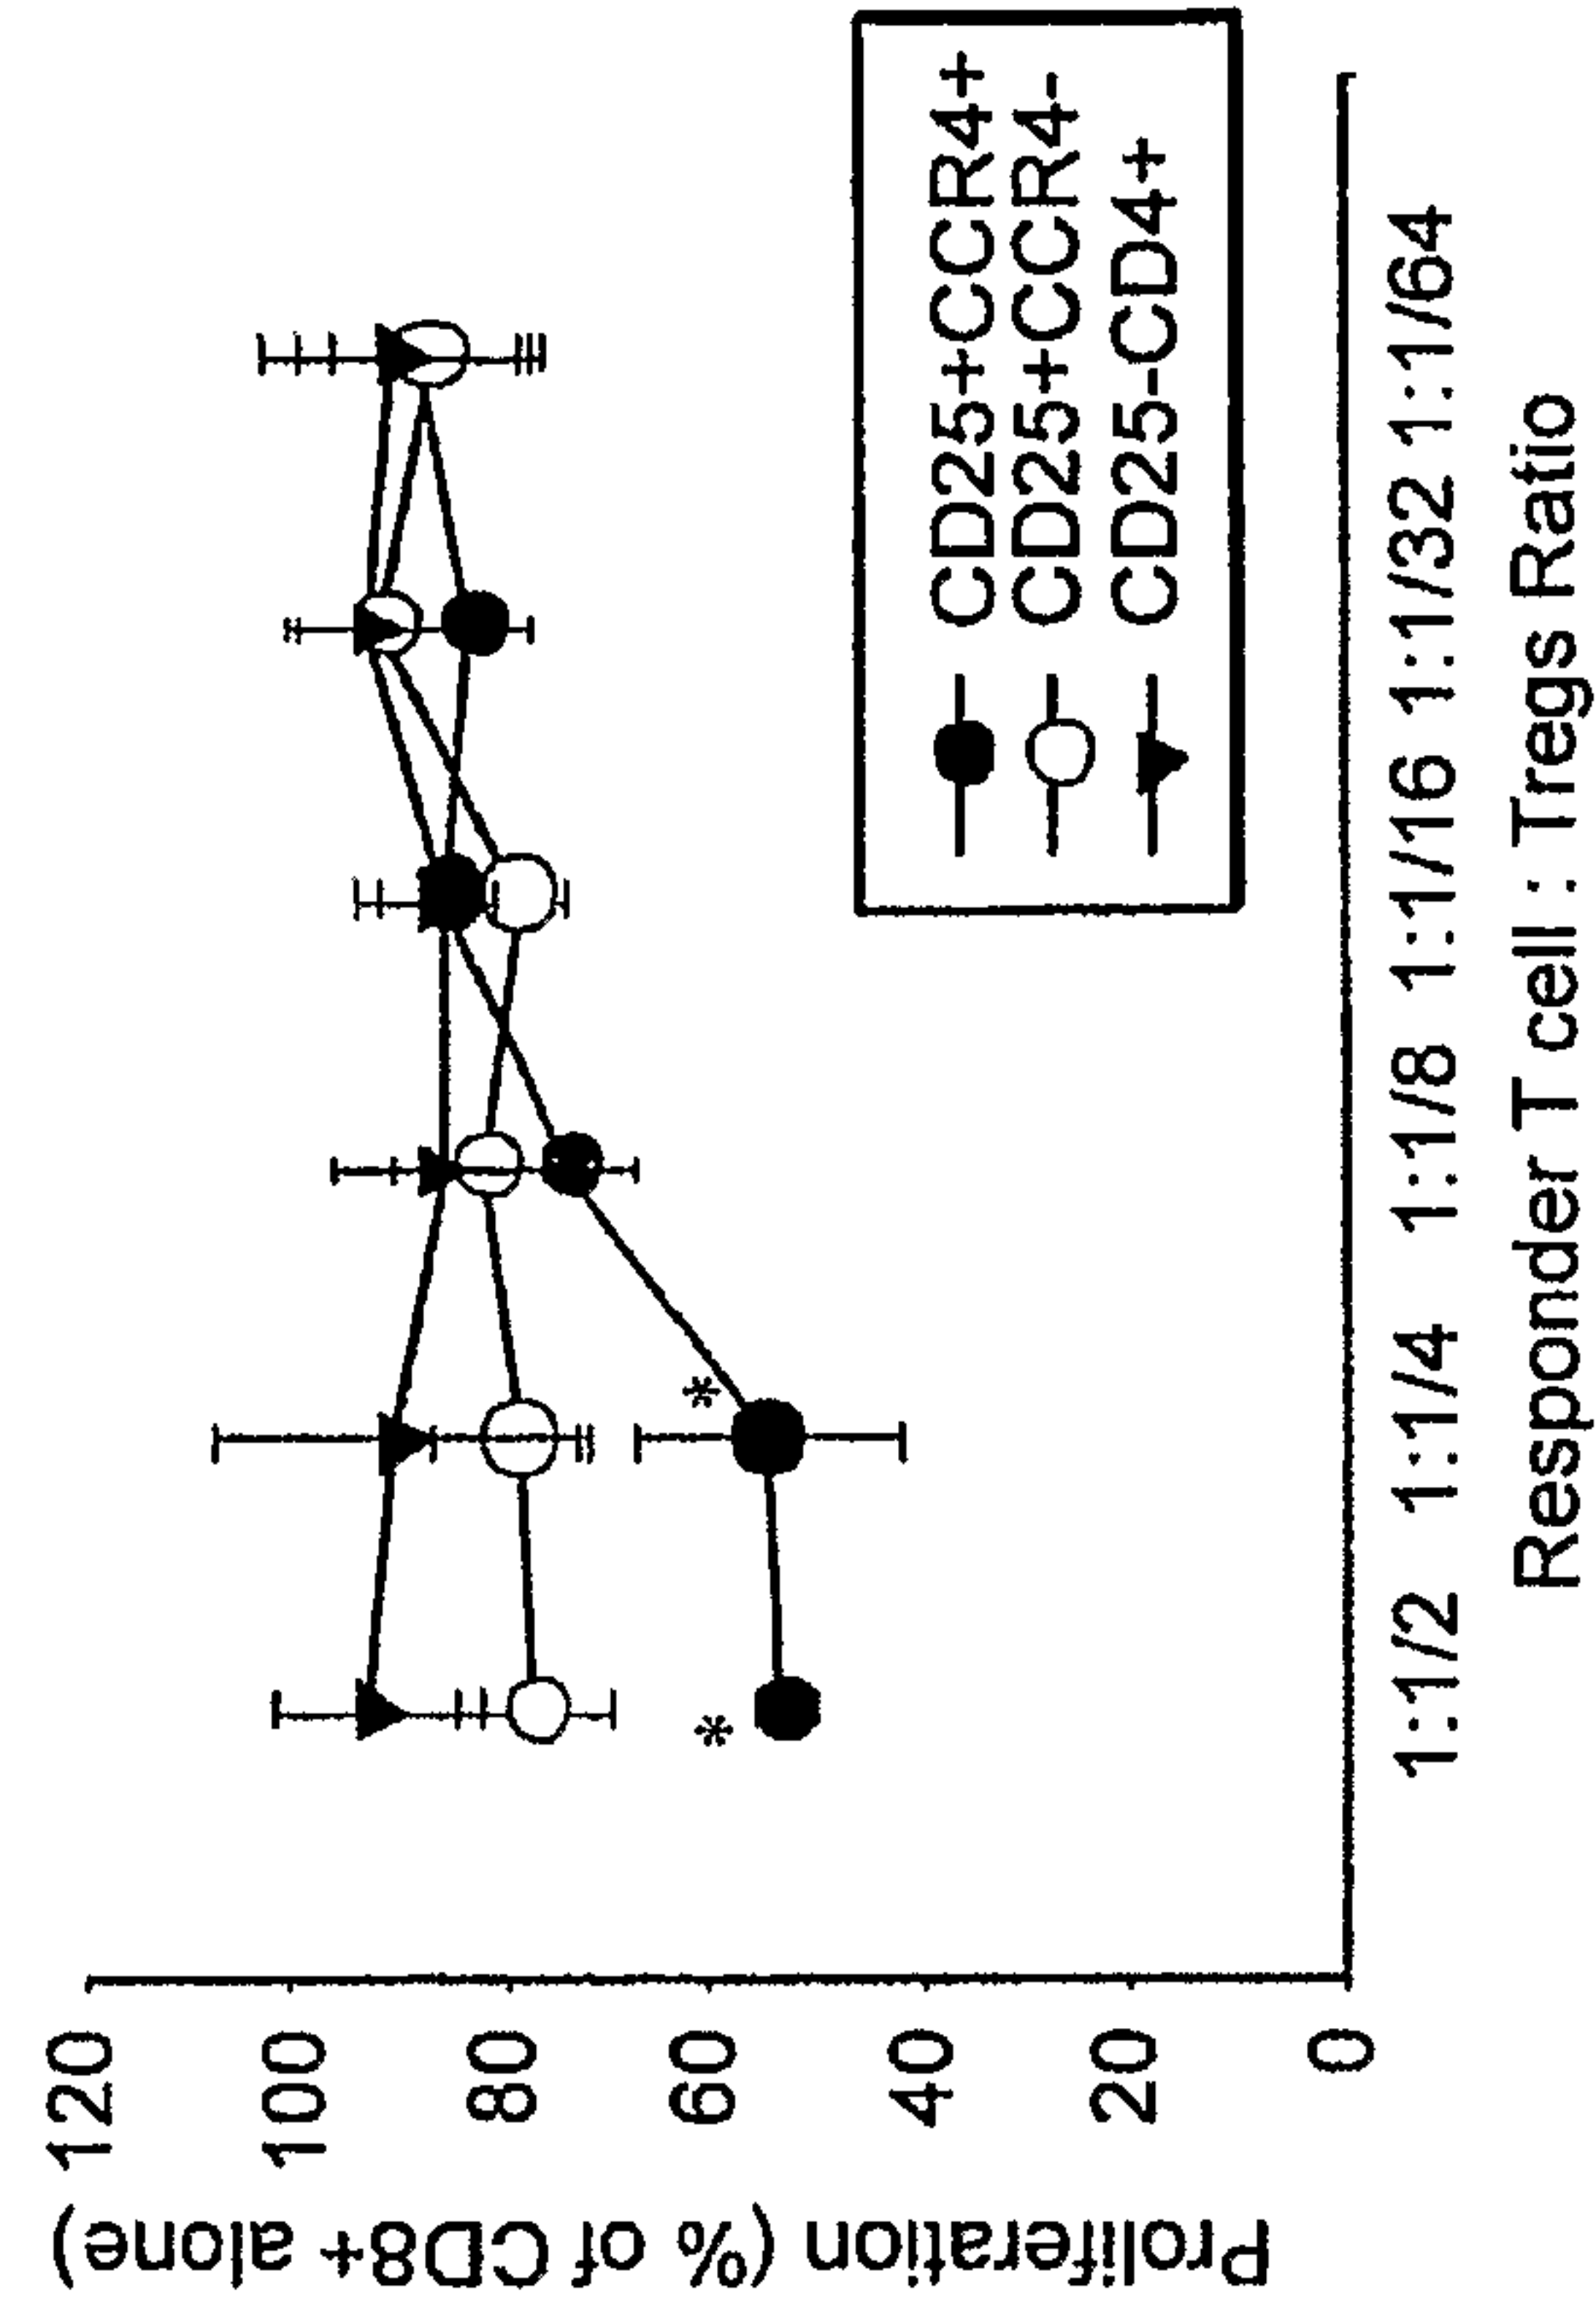 Proliferation (% of CD8+ alone)
120
100
80
60
40
20
0
*
*
CD25+CCR4+
CD25+CCR4-
CD25-CD4+
1:1/2 1:1/4 1:1/8 1:1/16 1:1/32 1:1/64
Responder T cell : Tregs Ratio